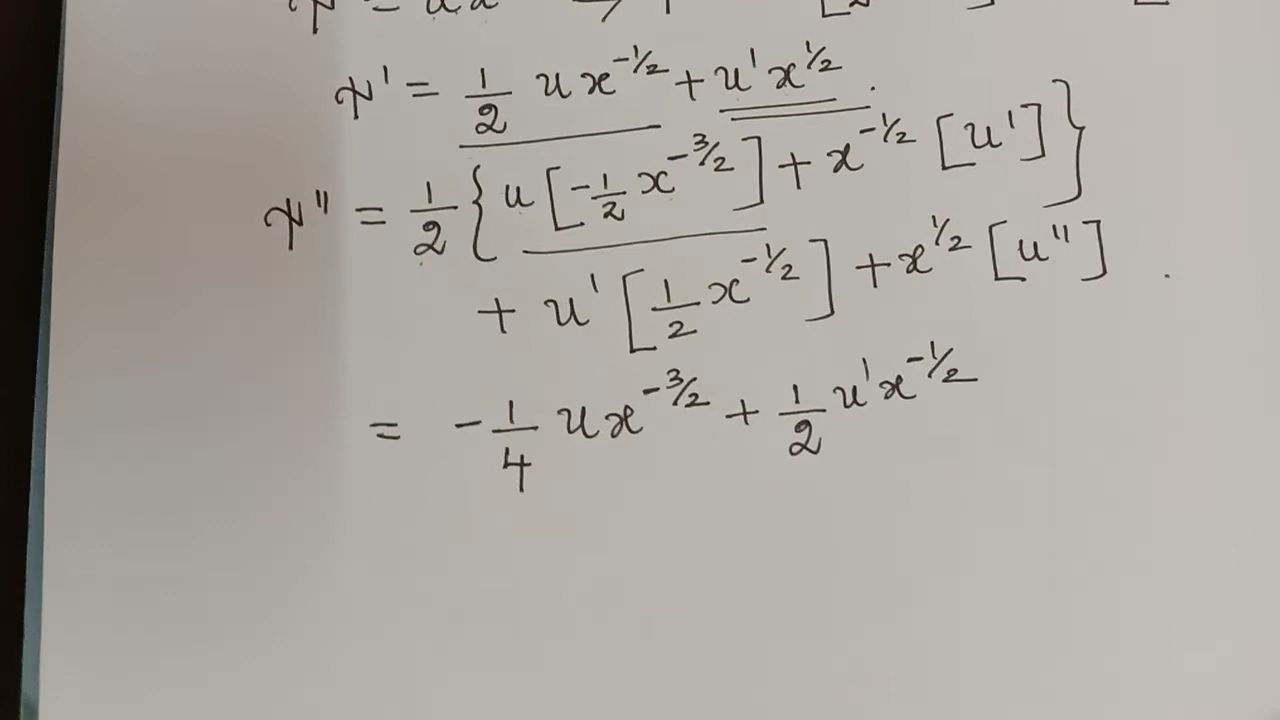 ψ' = 1/2 u x^{-1/2} + u' x^{1/2} .
ψ'' = 1/2 { u [ -1/2 x^{-3/2} ] + x^{-1/2} [ u' ] }
+ u' [ 1/2 x^{-1/2} ] + x^{1/2} [ u'' ] .
= -1/4 u x^{-3/2} + 1/2 u' x^{-1/2}